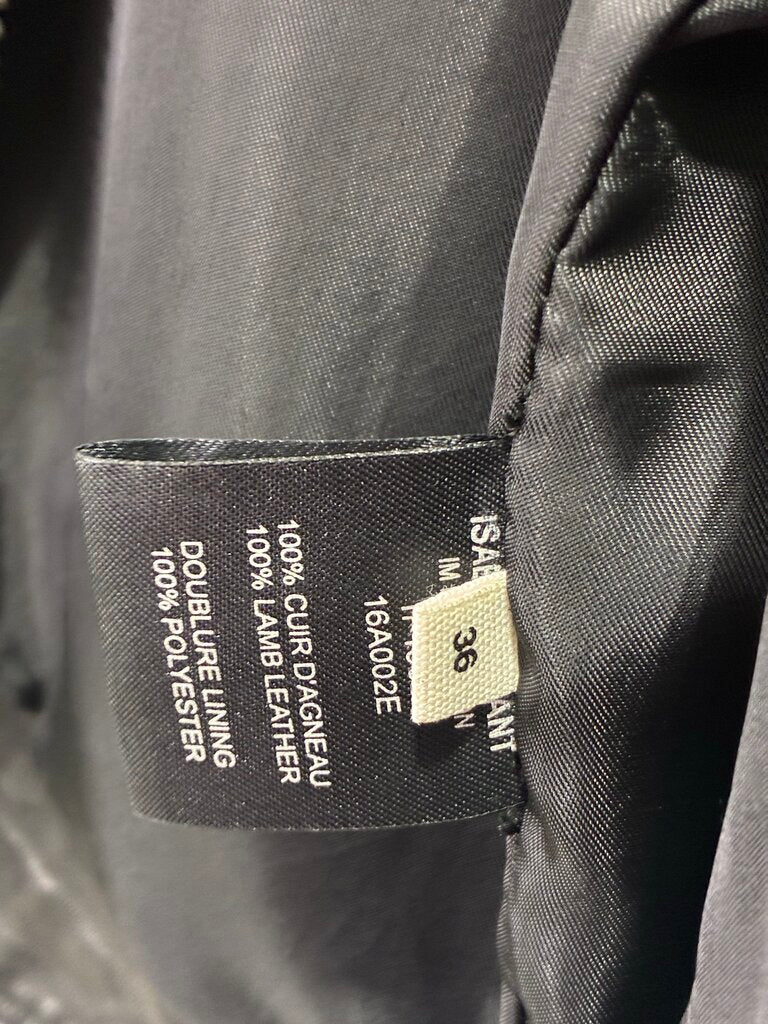 36
16A002E
100% CUIR D'AGNEAU
100% LAMB LEATHER
DOUBLURE LINING
100% POLYESTER